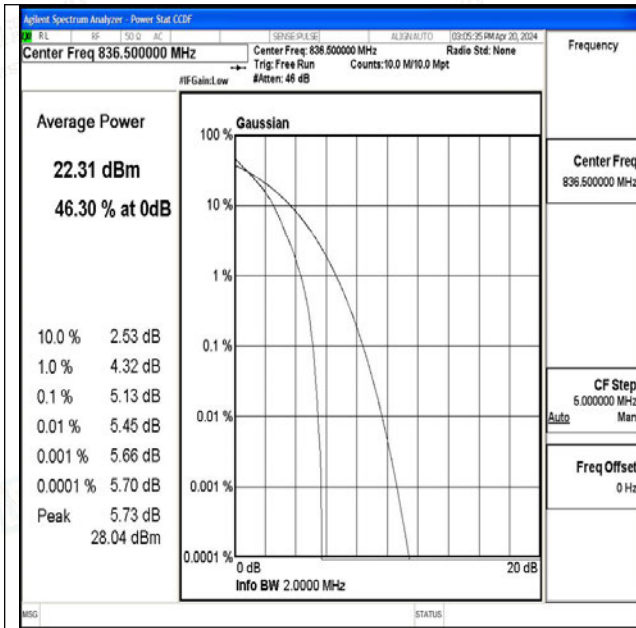 Agilent Spectrum Analyzer - Power Stat CCDF
RL RF 50 Ω AC SENSE:PULSE ALIGNAUTO 03:05:35 PM Apr 20, 2024
Center Freq 836.500000 MHz
Center Freq: 836.500000 MHz Radio Std: None
Trig: Free Run Counts:10.0 M/10.0 Mpt
#IFGain:Low #Atten: 46 dB
Frequency
Average Power
22.31 dBm
46.30 % at 0dB
10.0 % 2.53 dB
1.0 % 4.32 dB
0.1 % 5.13 dB
0.01 % 5.45 dB
0.001 % 5.66 dB
0.0001 % 5.70 dB
Peak 5.73 dB
28.04 dBm
100 % Gaussian
10 %
1 %
0.1 %
0.01 %
0.001 %
0.0001 %
0 dB 20 dB
Info BW 2.0000 MHz
Center Freq
836.500000 MHz
CF Step
5.000000 MHz
Auto Man
Freq Offset
0 Hz
MSG STATUS